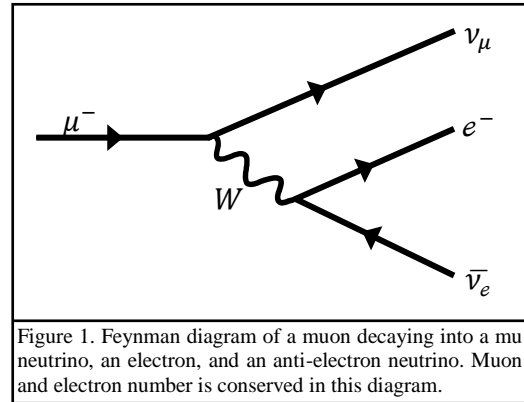 ν_μ
μ⁻
e⁻
W
ν̅_e
Figure 1. Feynman diagram of a muon decaying into a mu
neutrino, an electron, and an anti-electron neutrino. Muon
and electron number is conserved in this diagram.